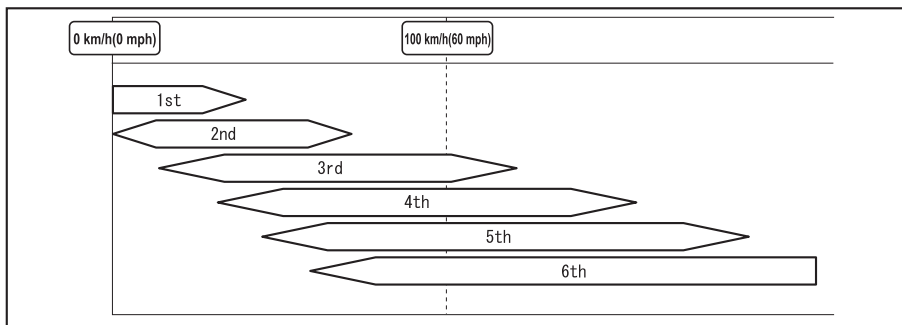 0 km/h(0 mph) 100 km/h(60 mph)
1st
2nd
3rd
4th
5th
6th